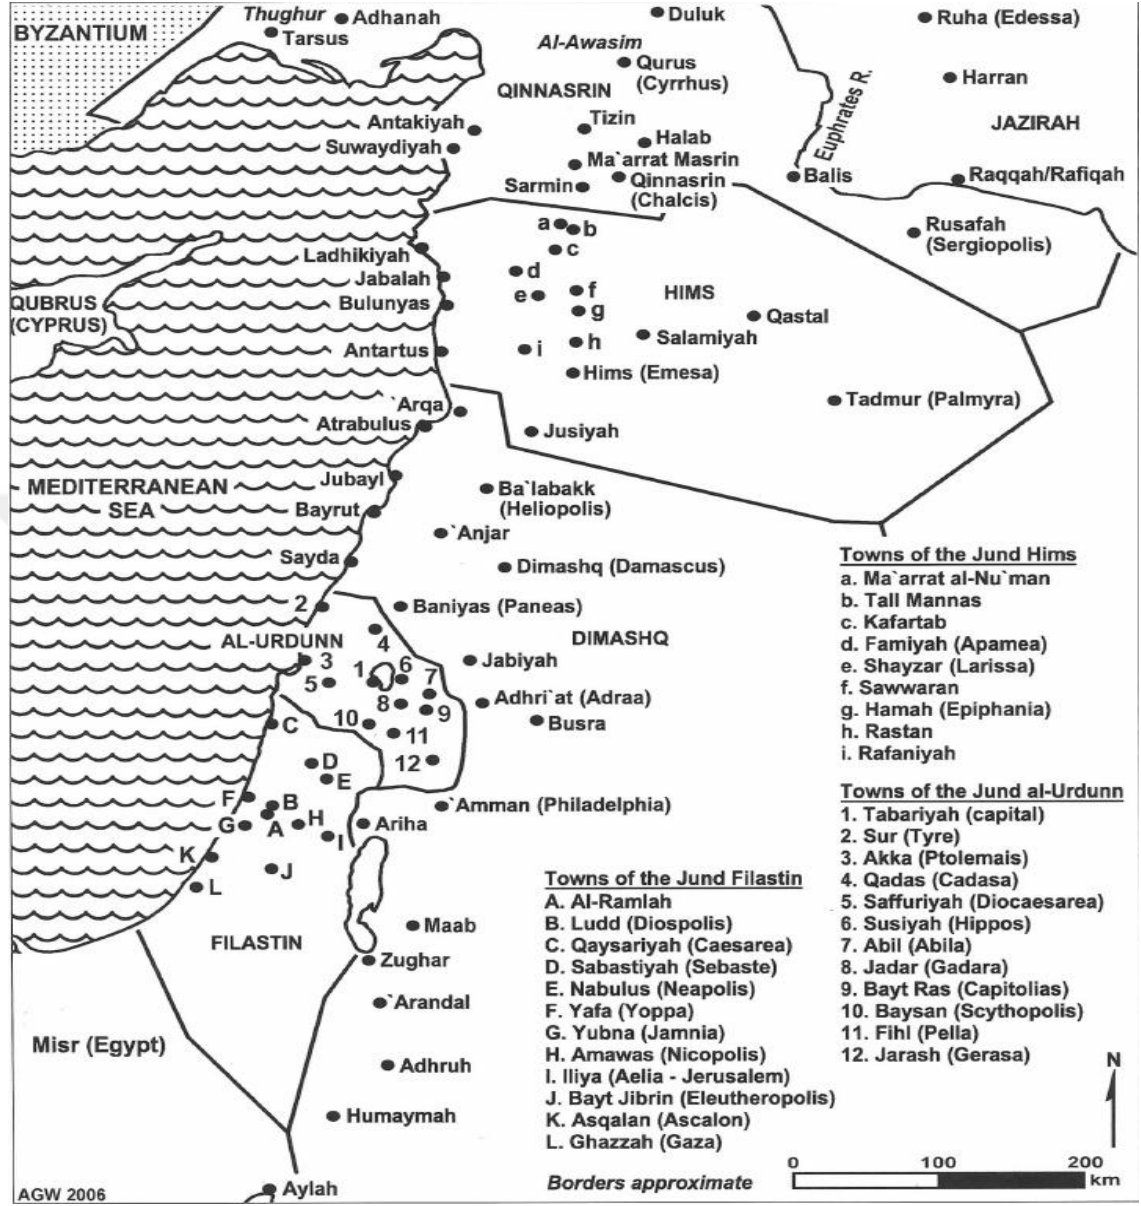 BYZANTIUM
Thughur
Adhanah
Tarsus
Duluk
Ruha (Edessa)
Al-Awasim
Qurus
(Cyrrhus)
QINNASRIN
Harran
Euphrates R.
JAZIRAH
Antakiyah
Suwaydiyah
Tizin
Halab
Ma`arrat Masrin
Sarmin
Qinnasrin
(Chalcis)
Balis
Raqqah/Rafiqah
Rusafah
(Sergiopolis)
a
b
c
d
e
f
g
h
i
Ladhikiyah
Jabalah
Bulunyas
Antartus
HIMS
Salamiyah
Qastal
Hims (Emesa)
Tadmur (Palmyra)
QUBRUS
(CYPRUS)
`Arqa
Atrabulus
Jusiyah
Jubayl
Bayrut
MEDITERRANEAN
SEA
Ba`labakk
(Heliopolis)
`Anjar
Sayda
Dimashq (Damascus)
2
Baniyas (Paneas)
AL-URDUNN
DIMASHQ
4
3
5
1
6
7
8
9
10
11
12
Jabiyah
Adhri`at (Adraa)
Busra
C
D
E
F
B
G
A
H
I
K
J
L
`Amman (Philadelphia)
Ariha
FILASTIN
Maab
Zughar
`Arandal
Misr (Egypt)
Adhruh
Humaymah
Aylah
AGW 2006
Towns of the Jund Hims
a. Ma`arrat al-Nu`man
b. Tall Mannas
c. Kafartab
d. Famiyah (Apamea)
e. Shayzar (Larissa)
f. Sawwaran
g. Hamah (Epiphania)
h. Rastan
i. Rafaniyah
Towns of the Jund al-Urdunn
1. Tabariyah (capital)
2. Sur (Tyre)
3. Akka (Ptolemais)
4. Qadas (Cadasa)
5. Saffuriyah (Diocaesarea)
6. Susiyah (Hippos)
7. Abil (Abila)
8. Jadar (Gadara)
9. Bayt Ras (Capitolias)
10. Baysan (Scythopolis)
11. Fihl (Pella)
12. Jarash (Gerasa)
Towns of the Jund Filastin
A. Al-Ramlah
B. Ludd (Diospolis)
C. Qaysariyah (Caesarea)
D. Sabastiyah (Sebaste)
E. Nabulus (Neapolis)
F. Yafa (Yoppa)
G. Yubna (Jamnia)
H. Amawas (Nicopolis)
I. Iliya (Aelia - Jerusalem)
J. Bayt Jibrin (Eleutheropolis)
K. Asqalan (Ascalon)
L. Ghazzah (Gaza)
Borders approximate
N
0 100 200
km